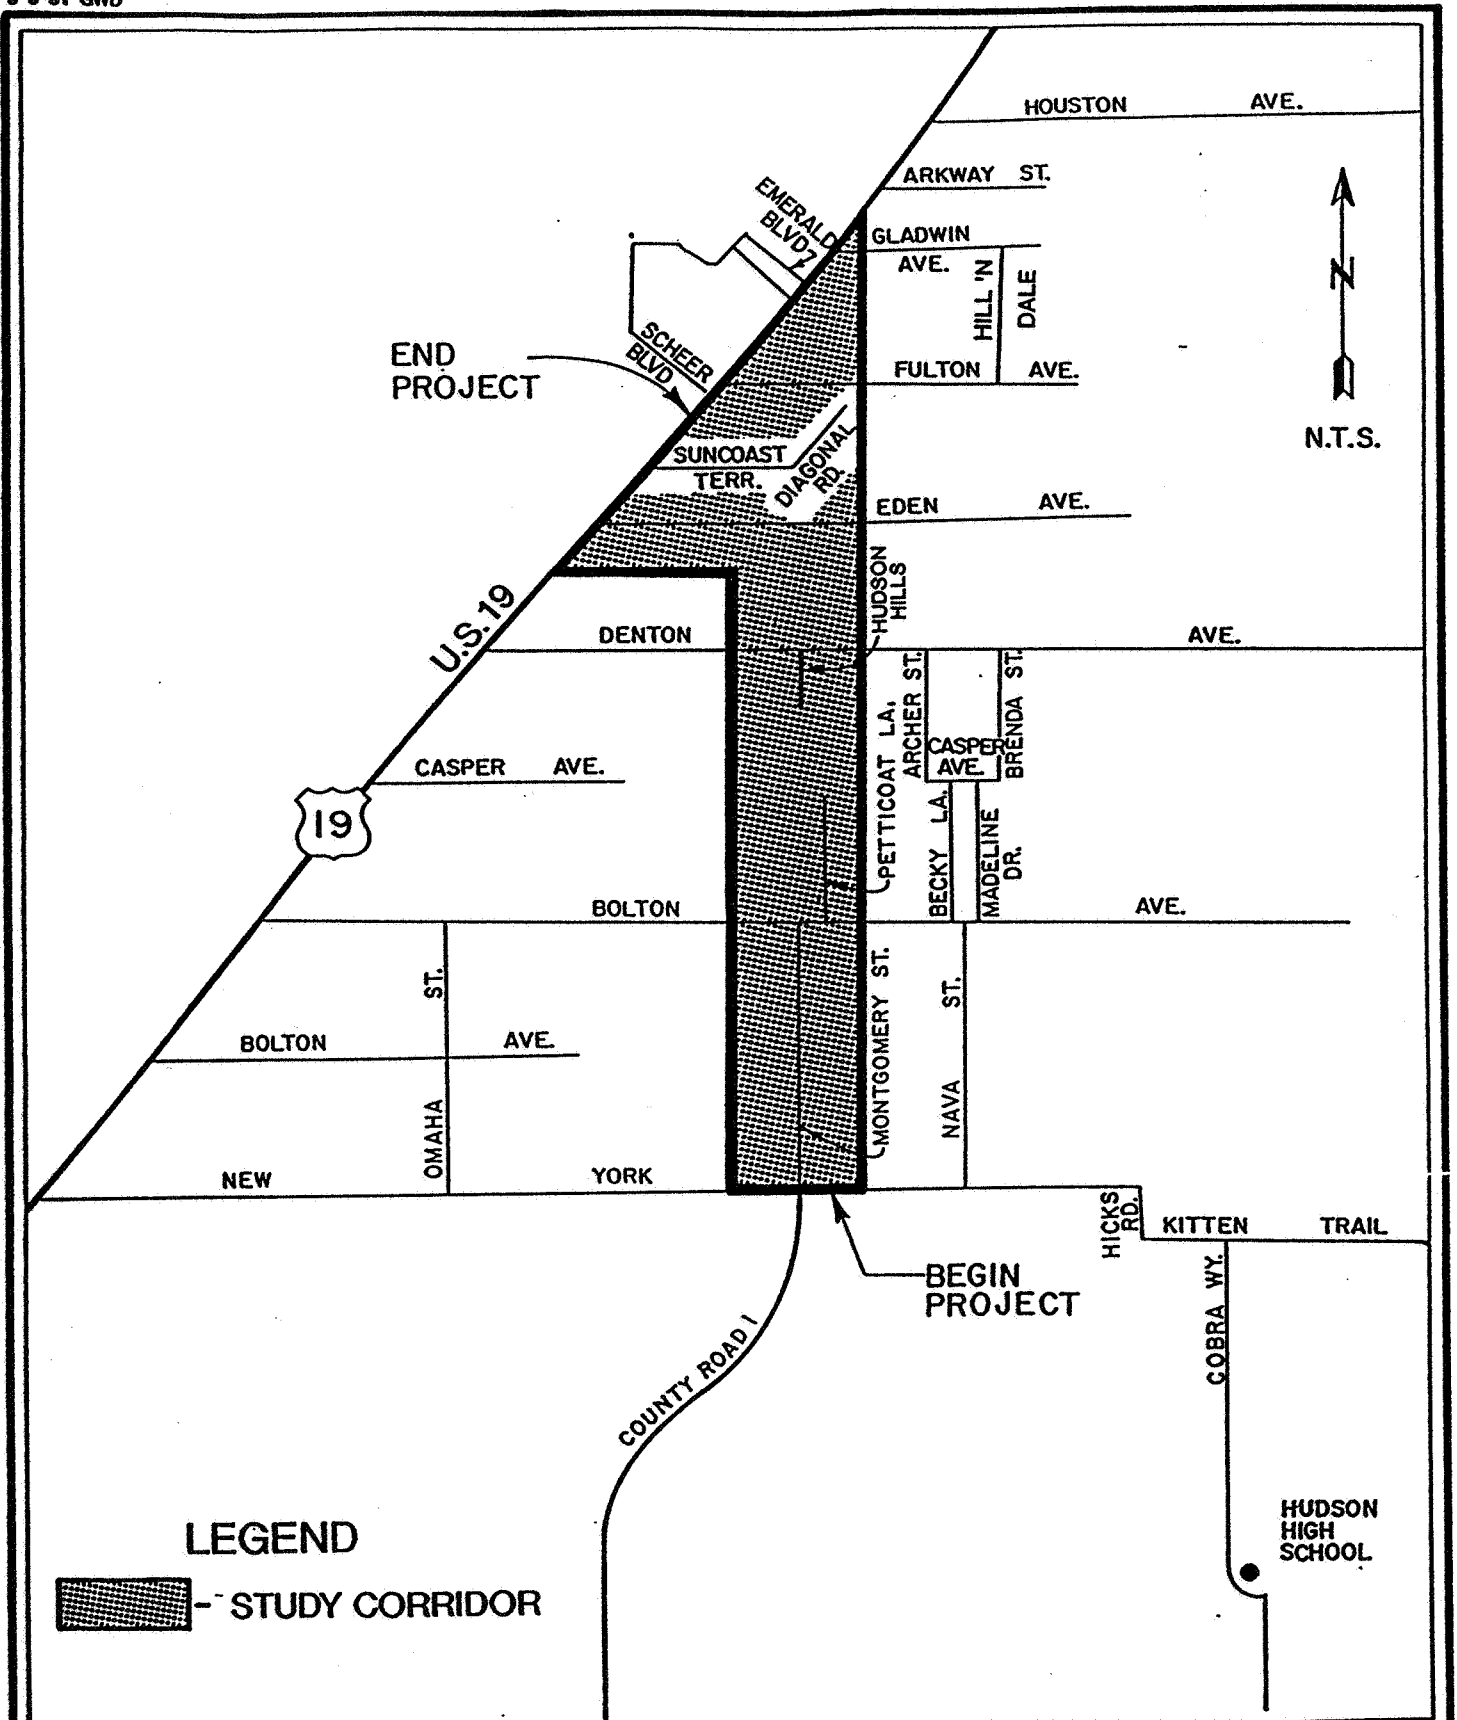 HOUSTON AVE.
ARKWAY ST.
EMERALD
BLVD
GLADWIN
AVE.
HILL 'N
DALE
N
SCHEER
BLVD
END
PROJECT
FULTON AVE.
N.T.S.
SUNCOAST
TERR.
DIAGONAL
RD.
EDEN AVE.
HUDSON
HILLS
U.S. 19
DENTON AVE.
PETTICOAT LA.
ARCHER ST.
BRENDA ST.
CASPER
AVE.
CASPER AVE.
19
BECKY LA.
MADELINE
DR.
BOLTON AVE.
OMAHA ST.
MONTGOMERY ST.
NAVA ST.
BOLTON AVE.
NEW YORK
HICKS
RD.
KITTEN TRAIL
COBRA WY.
BEGIN
PROJECT
COUNTY ROAD 1
HUDSON
HIGH
SCHOOL
LEGEND
- STUDY CORRIDOR